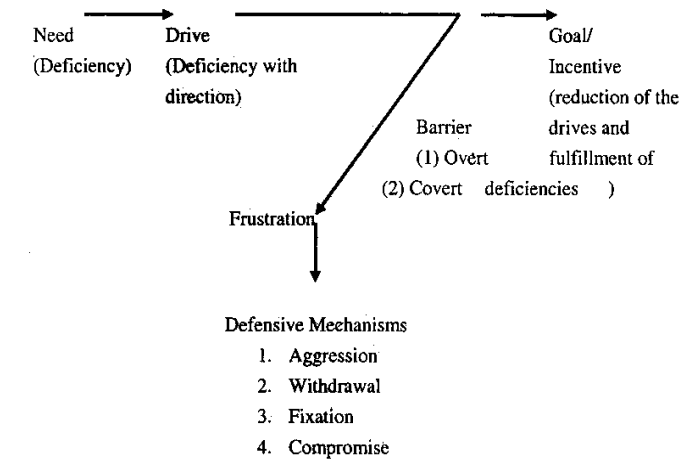 Need
(Deficiency)
Drive
(Deficiency with
direction)
Goal/
Incentive
(reduction of the
drives and
fulfillment of
deficiencies )
Barrier
(1) Overt
(2) Covert
Frustration
Defensive Mechanisms
1. Aggression
2. Withdrawal
3. Fixation
4. Compromise